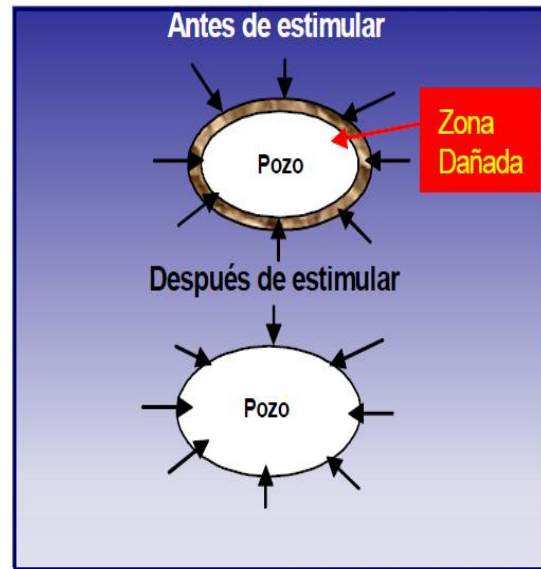 Antes de estimular
Zona
Dañada
Pozo
Después de estimular
Pozo